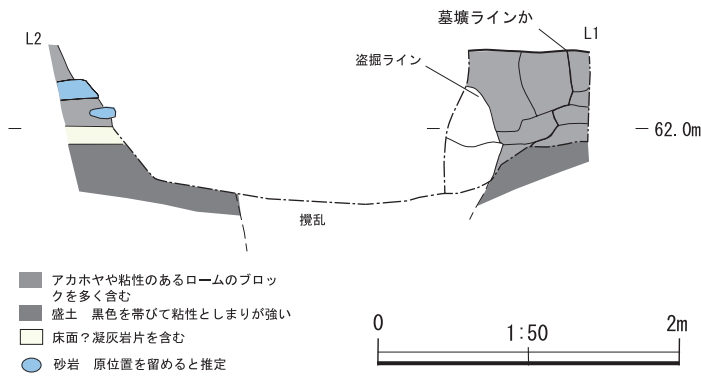 墓壙ラインか
L2
L1
盗掘ライン
62.0m
攪乱
アカホヤや粘性のあるロームのブロッ
クを多く含む
盛土　黒色を帯びて粘性としまりが強い
床面？凝灰岩片を含む
砂岩　原位置を留めると推定
0
1:50
2m